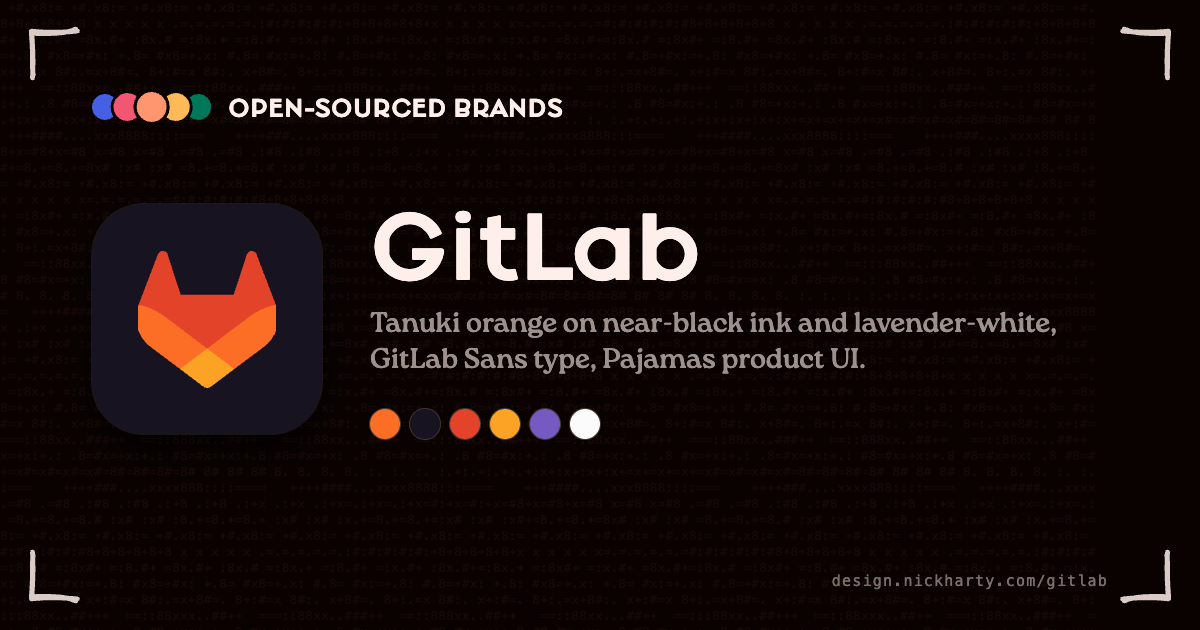 OPEN-SOURCED BRANDS
GitLab
Tanuki orange on near-black ink and lavender-white,
GitLab Sans type, Pajamas product UI.
design.nickharty.com/gitlab